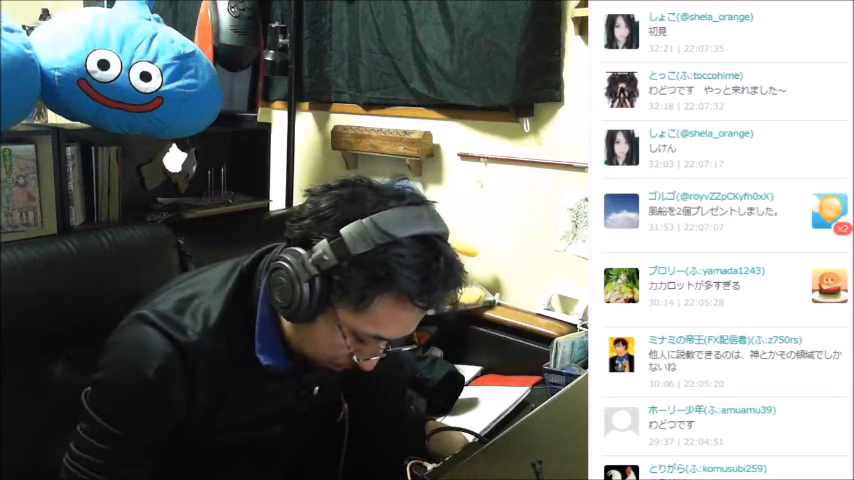 しょこ(@shela_orange)
初見
32:21 | 22:07:35
とっこ(ふ:toccohime)
わどつです　やっと来れました～
32:18 | 22:07:32
しょこ(@shela_orange)
しけん
32:03 | 22:07:17
ゴルゴ(@royvZZpCKyfn0xX)
風船を2個プレゼントしました。
x2
31:53 | 22:07:07
ブロリー(ふ:yamada1243)
カカロットが多すぎる
30:14 | 22:05:28
ミナミの帝王(FX配信者)(ふ:z750rs)
他人に説教できるのは、神とかその領域でしか
ないね
30:06 | 22:05:20
ホーリー少年(ふ:amuamu39)
わどつです
29:37 | 22:04:51
とりがら(ふ:komusubi259)